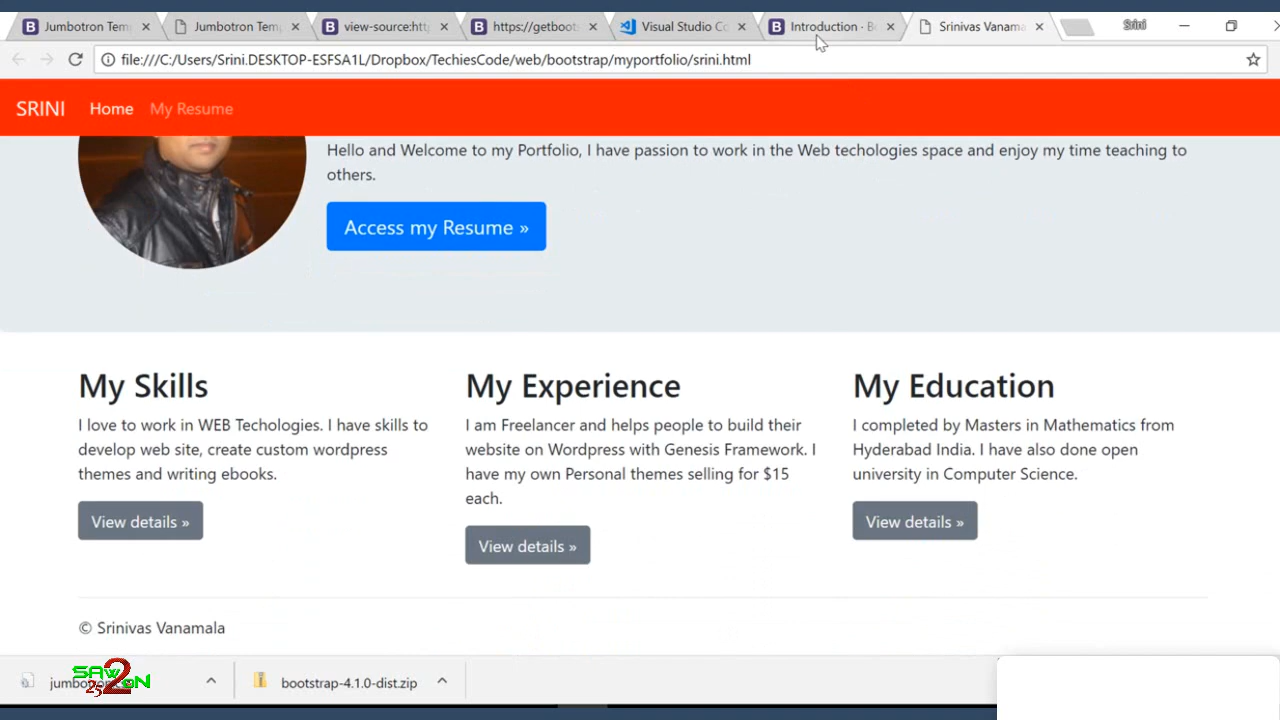 Jumbotron Tem
Jumbotron Tem
view-source:htt
https://getboots
Visual Studio Co
Introduction · B
Srinivas Vanama
Srini
file:///C:/Users/Srini.DESKTOP-ESFSA1L/Dropbox/TechiesCode/web/bootstrap/myportfolio/srini.html
SRINI Home My Resume
Hello and Welcome to my Portfolio, I have passion to work in the Web techologies space and enjoy my time teaching to
others.
Access my Resume »
My Skills
I love to work in WEB Techologies. I have skills to
develop web site, create custom wordpress
themes and writing ebooks.
View details »
My Experience
I am Freelancer and helps people to build their
website on Wordpress with Genesis Framework. I
have my own Personal themes selling for $15
each.
View details »
My Education
I completed by Masters in Mathematics from
Hyderabad India. I have also done open
university in Computer Science.
View details »
© Srinivas Vanamala
bootstrap-4.1.0-dist.zip